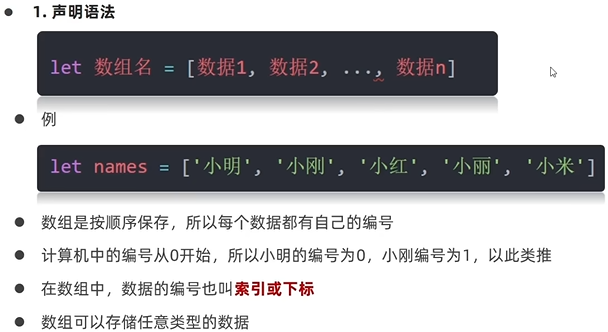 1. 声明语法
let 数组名 = [数据1, 数据2, ..., 数据n]
例
let names = ['小明', '小刚', '小红', '小丽', '小米']
数组是按顺序保存，所以每个数据都有自己的编号
计算机中的编号从0开始，所以小明的编号为0，小刚编号为1，以此类推
在数组中，数据的编号也叫索引或下标
数组可以存储任意类型的数据